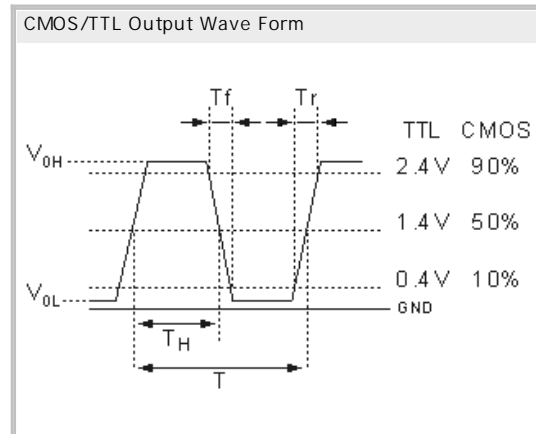 CMOS/TTL Output Wave Form
Tf Tr
TTL CMOS
V0H 2.4V 90%
1.4V 50%
0.4V 10%
V0L
GND
TH
T